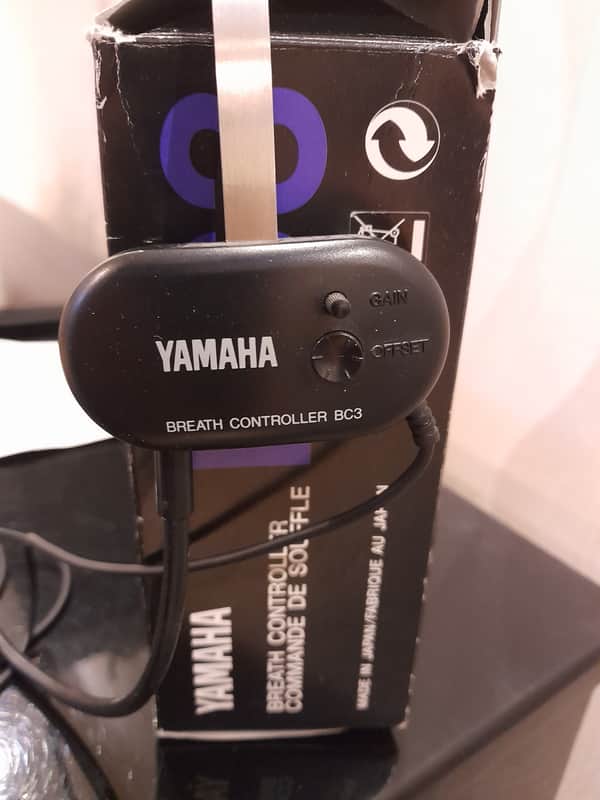 GAIN
YAMAHA
OFFSET
BREATH CONTROLLER BC3
YAMAHA
BREATH CONTROLLER
COMMANDE DE SOUFFLE
MADE IN JAPAN/FABRIQUE AU JAPON